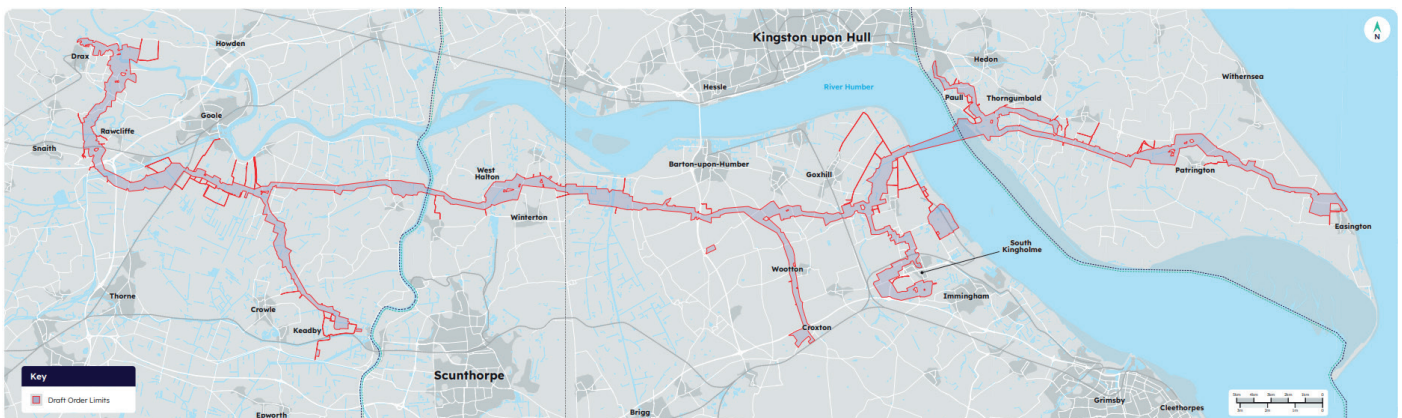 Kingston upon Hull
N
Howden
Drax
Hedon
Withernsea
Hessle
River Humber
Paull
Thorngumbald
Goole
Rawcliffe
Snaith
Barton-upon-Humber
West
Halton
Goxhill
Patrington
Winterton
Easington
South
Kingholme
Wootton
Thorne
Immingham
Crowle
Keadby
Croxton
Key
Draft Order Limits
Scunthorpe
Epworth
Brigg
Grimsby
Cleethorpes